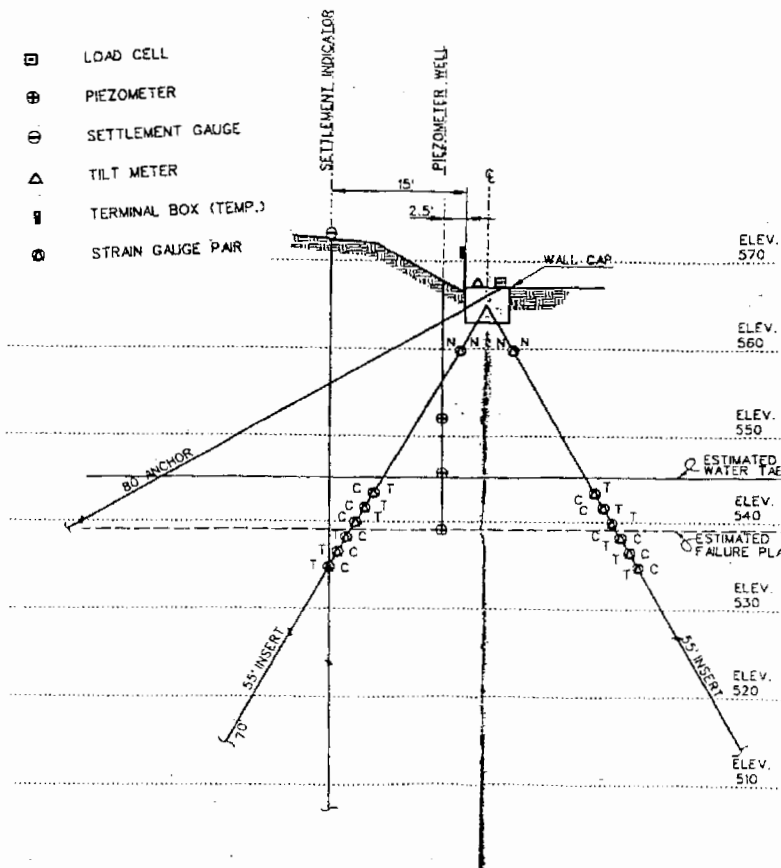 LOAD CELL
PIEZOMETER
SETTLEMENT GAUGE
TILT METER
TERMINAL BOX (TEMP.)
STRAIN GAUGE PAIR
SETTLEMENT INDICATOR
PIEZOMETER WELL
℄
15'
2.5'
WALL CAP
ELEV.
570
N N N N
ELEV.
560
ELEV.
550
80' ANCHOR
ESTIMATED
WATER TAB
C T
C T
C T
T C
T C
T C
T
C T
C T
C
T C
T C
ELEV.
540
ESTIMATED
FAILURE PLA
ELEV.
530
55' INSERT
70'
55' INSERT
ELEV.
520
ELEV.
510